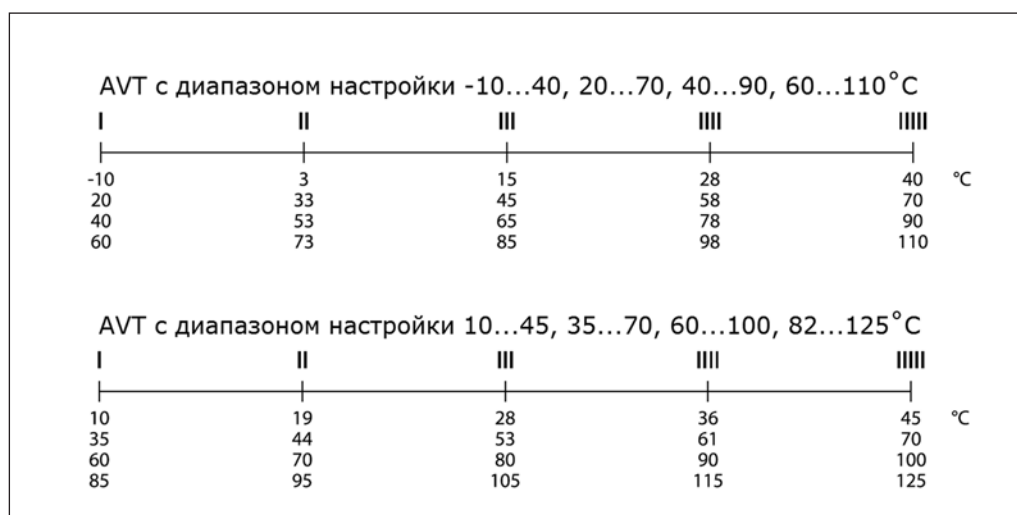 AVT с диапазоном настройки -10...40, 20...70, 40...90, 60...110°C
I II III IIII IIIII
-10 3 15 28 40 °C
20 33 45 58 70
40 53 65 78 90
60 73 85 98 110
AVT с диапазоном настройки 10...45, 35...70, 60...100, 82...125°C
I II III IIII IIIII
10 19 28 36 45 °C
35 44 53 61 70
60 70 80 90 100
85 95 105 115 125